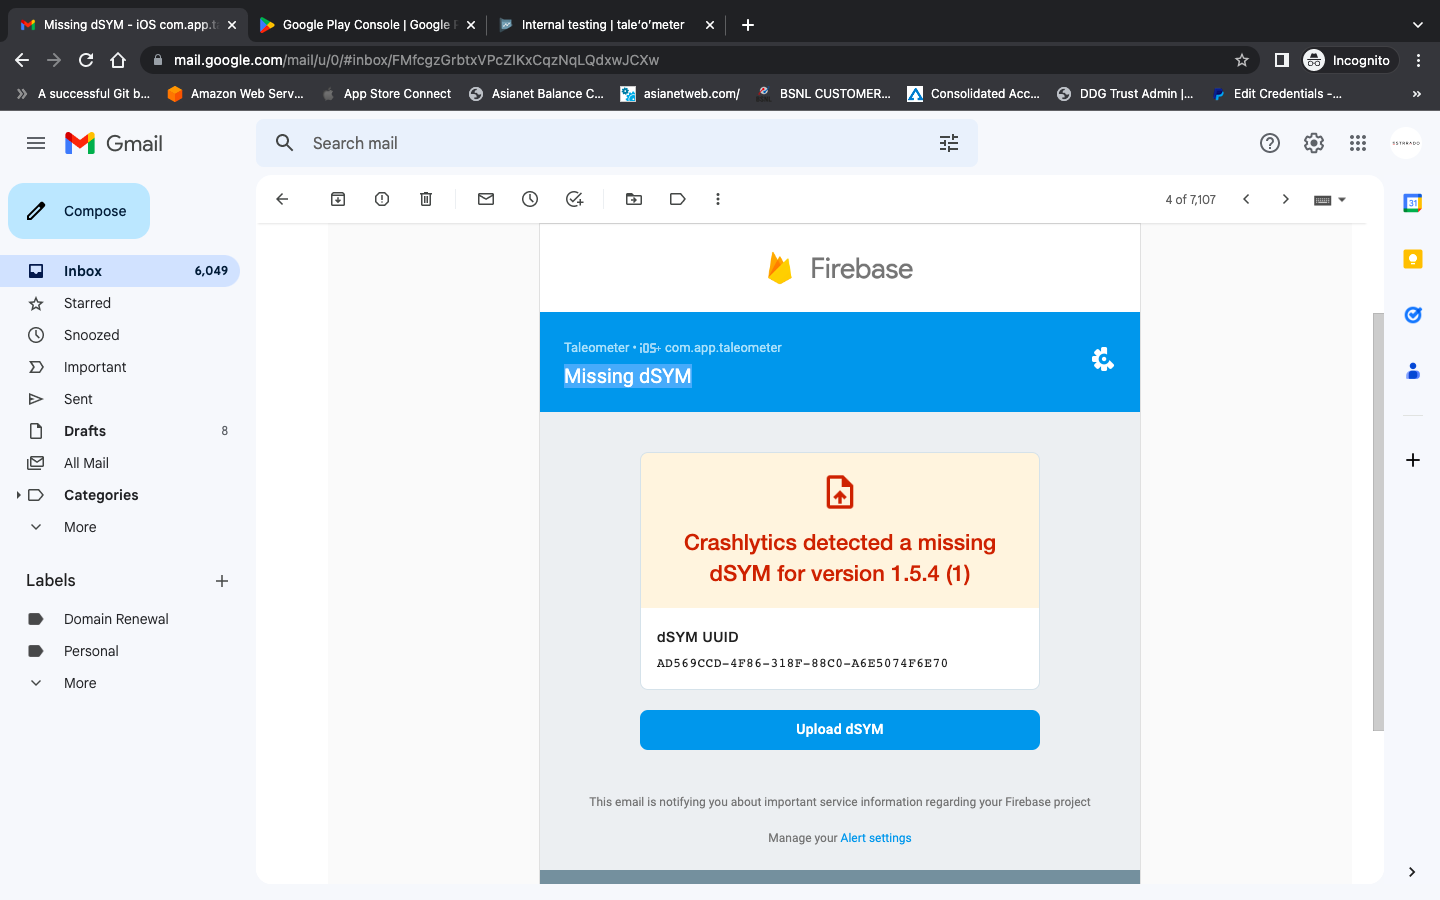 Missing dSYM - iOS com.app.t
Google Play Console | Google P
Internal testing | tale‘o’meter
mail.google.com/mail/u/0/#inbox/FMfcgzGrbtxVPcZlKxCqzNqLQdxwJCXw
Incognito
A successful Git b...
Amazon Web Serv...
App Store Connect
Asianet Balance C...
asianetweb.com/
BSNL CUSTOMER...
Consolidated Acc...
DDG Trust Admin |...
Edit Credentials -...
Gmail
Search mail
ESTRRADO
Compose
4 of 7,107
31
Inbox 6,049
Starred
Snoozed
Important
Sent
Drafts 8
All Mail
Categories
More
Labels
Domain Renewal
Personal
More
Firebase
Taleometer • iOS+ com.app.taleometer
Missing dSYM
Crashlytics detected a missing
dSYM for version 1.5.4 (1)
dSYM UUID
AD569CCD-4F86-318F-88C0-A6E5074F6E70
Upload dSYM
This email is notifying you about important service information regarding your Firebase project
Manage your Alert settings